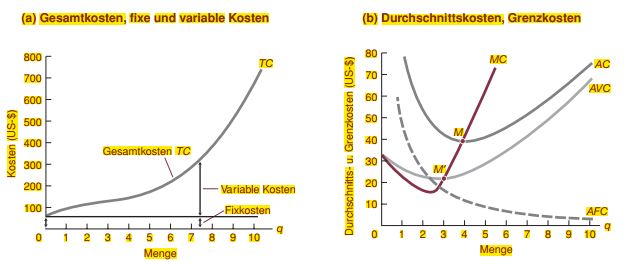 (a) Gesamtkosten, fixe und variable Kosten
Kosten (US-$)
800
700
600
500
400
300
200
100
0
1
2
3
4
5
6
7
8
9
10
q
Menge
TC
Gesamtkosten TC
Variable Kosten
Fixkosten
(b) Durchschnittskosten, Grenzkosten
Durchschnitts- u. Grenzkosten (US-$)
80
70
60
50
40
30
20
10
0
1
2
3
4
5
6
7
8
9
10
q
Menge
MC
AC
AVC
M
M'
AFC